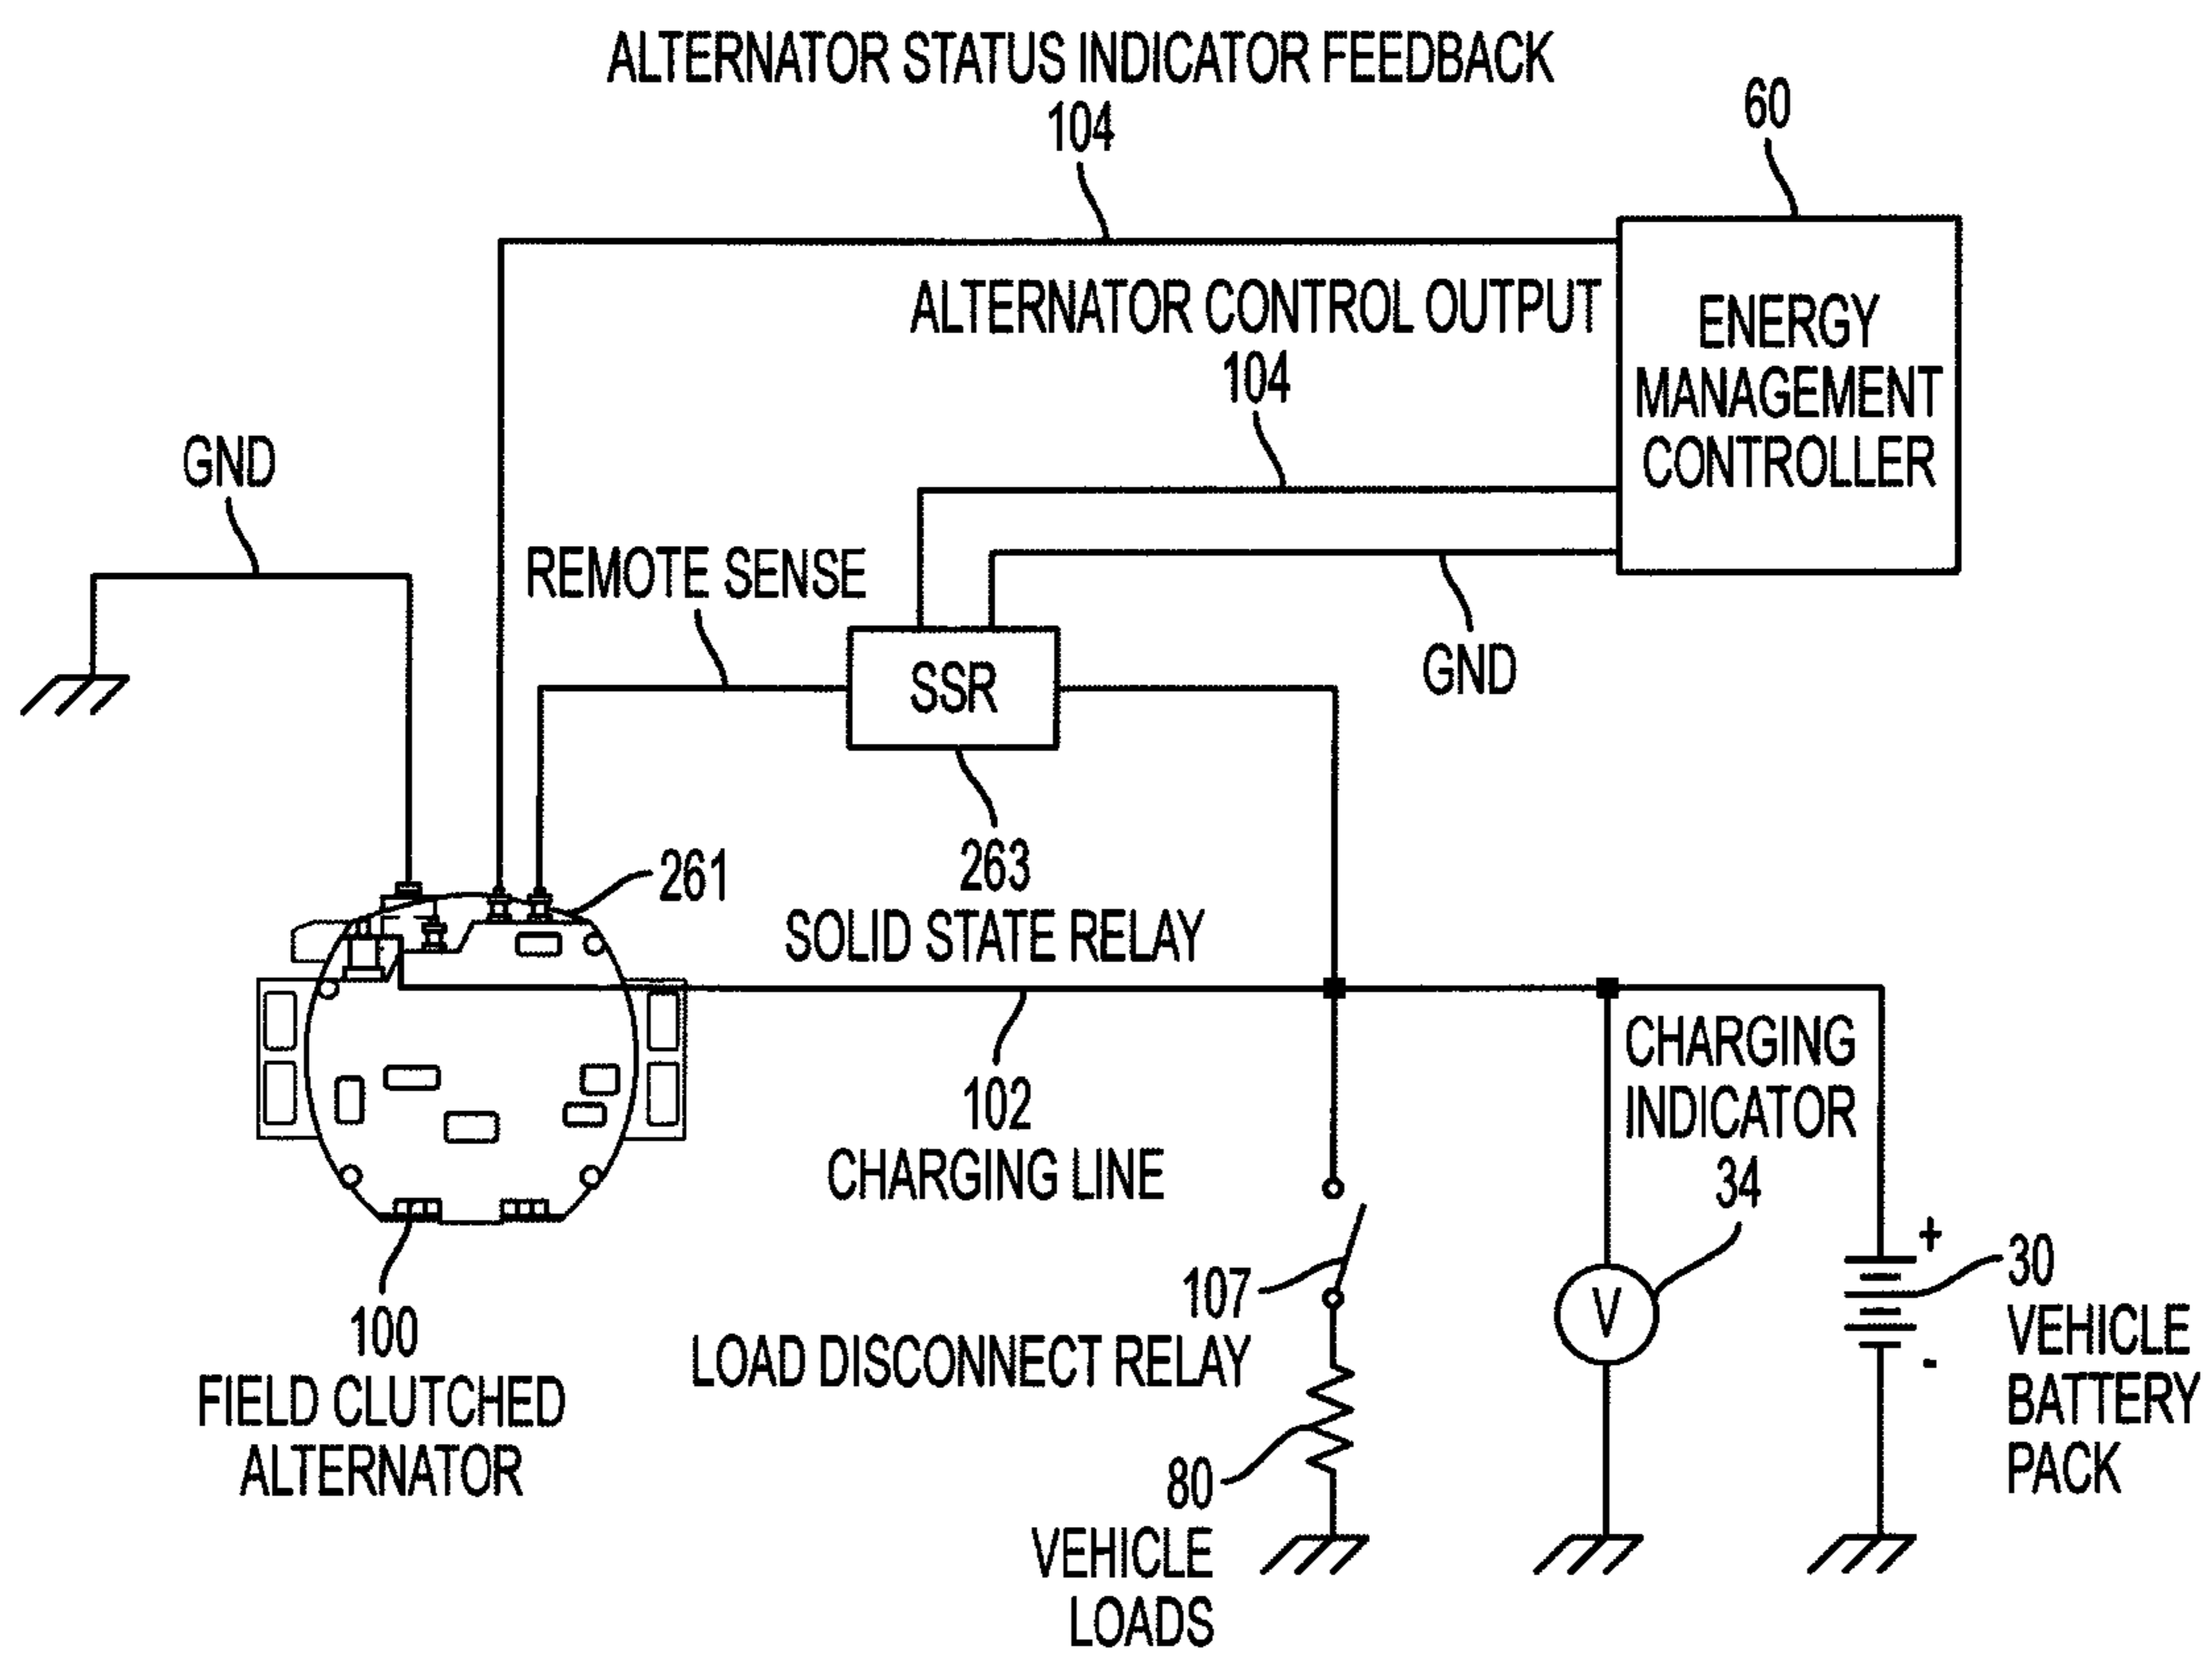 ALTERNATOR STATUS INDICATOR FEEDBACK
104
60
ALTERNATOR CONTROL OUTPUT
104
ENERGY
MANAGEMENT
CONTROLLER
GND
REMOTE SENSE
GND
SSR
263
SOLID STATE RELAY
261
102
CHARGING LINE
CHARGING
INDICATOR
34
V
+
-
30
VEHICLE
BATTERY
PACK
107
LOAD DISCONNECT RELAY
100
FIELD CLUTCHED
ALTERNATOR
80
VEHICLE
LOADS